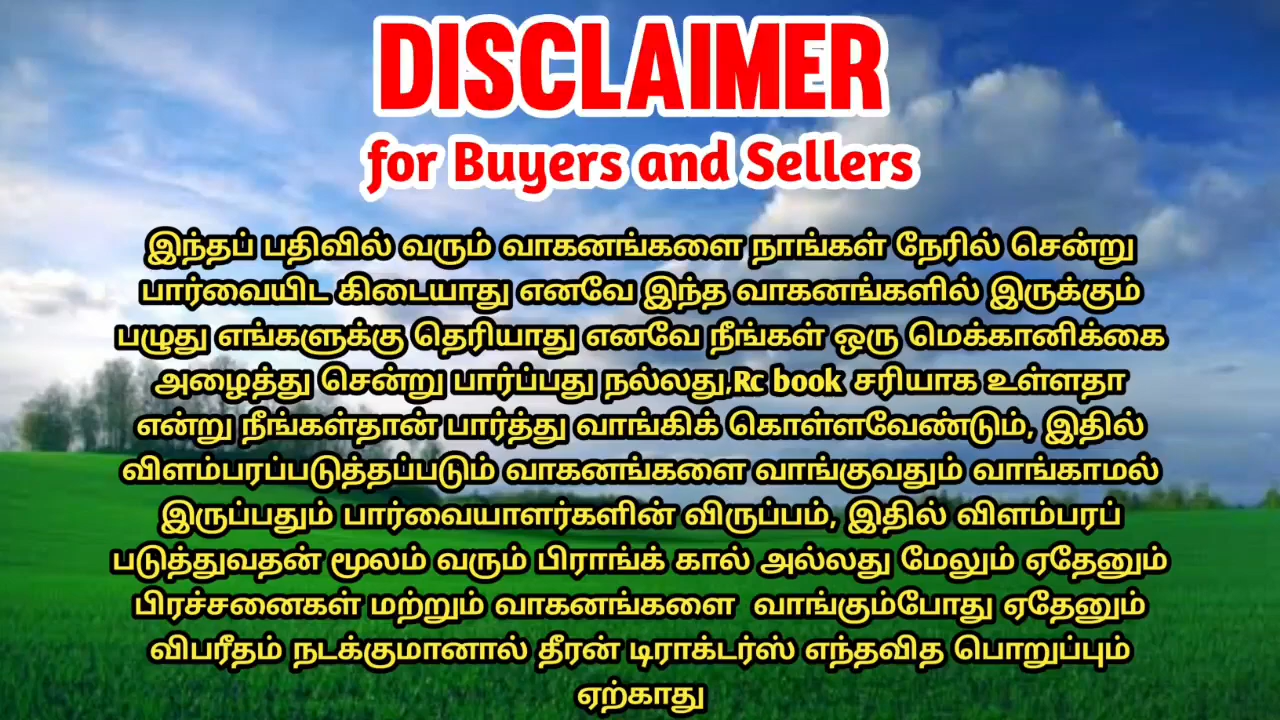 DISCLAIMER
for Buyers and Sellers
இந்தப் பதிவில் வரும் வாகனங்களை நாங்கள் நேரில் சென்று
பார்வையிட கிடையாது எனவே இந்த வாகனங்களில் இருக்கும்
பழுது எங்களுக்கு தெரியாது எனவே நீங்கள் ஒரு மெக்கானிக்கை
அழைத்து சென்று பார்ப்பது நல்லது,Rc book சரியாக உள்ளதா
என்று நீங்கள்தான் பார்த்து வாங்கிக் கொள்ளவேண்டும், இதில்
விளம்பரப்படுத்தப்படும் வாகனங்களை வாங்குவதும் வாங்காமல்
இருப்பதும் பார்வையாளர்களின் விருப்பம், இதில் விளம்பரப்
படுத்துவதன் மூலம் வரும் பிராங்க் கால் அல்லது மேலும் ஏதேனும்
பிரச்சனைகள் மற்றும் வாகனங்களை வாங்கும்போது ஏதேனும்
விபரீதம் நடக்குமானால் தீரன் டிராக்டர்ஸ் எந்தவித பொறுப்பும்
ஏற்காது